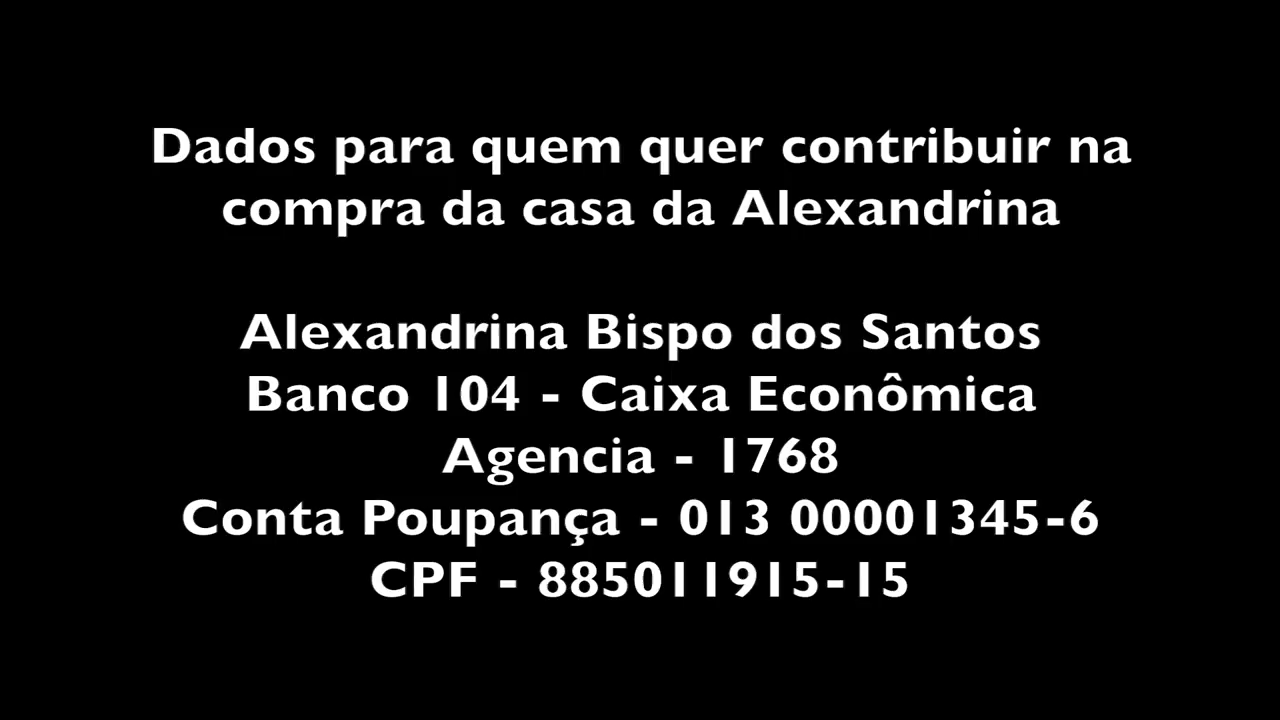 Dados para quem quer contribuir na
compra da casa da Alexandrina
Alexandrina Bispo dos Santos
Banco 104 - Caixa Econômica
Agencia - 1768
Conta Poupança - 013 00001345-6
CPF - 885011915-15